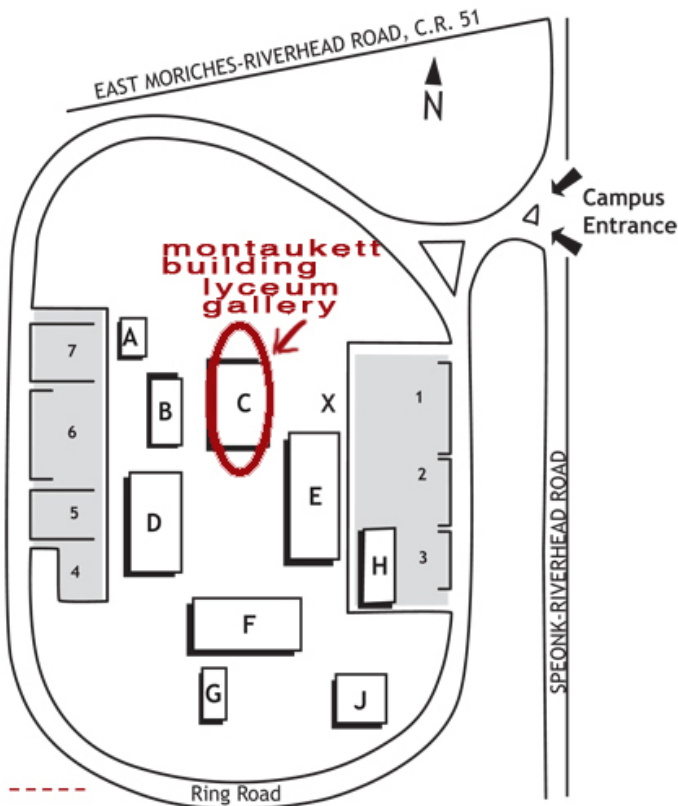 EAST MORICHES-RIVERHEAD ROAD, C.R. 51
N
Campus
Entrance
montaukett
building
lyceum
gallery
A
7
B
C
X
1
6
E
2
D
5
H
3
4
F
G
J
SPEONK-RIVERHEAD ROAD
Ring Road